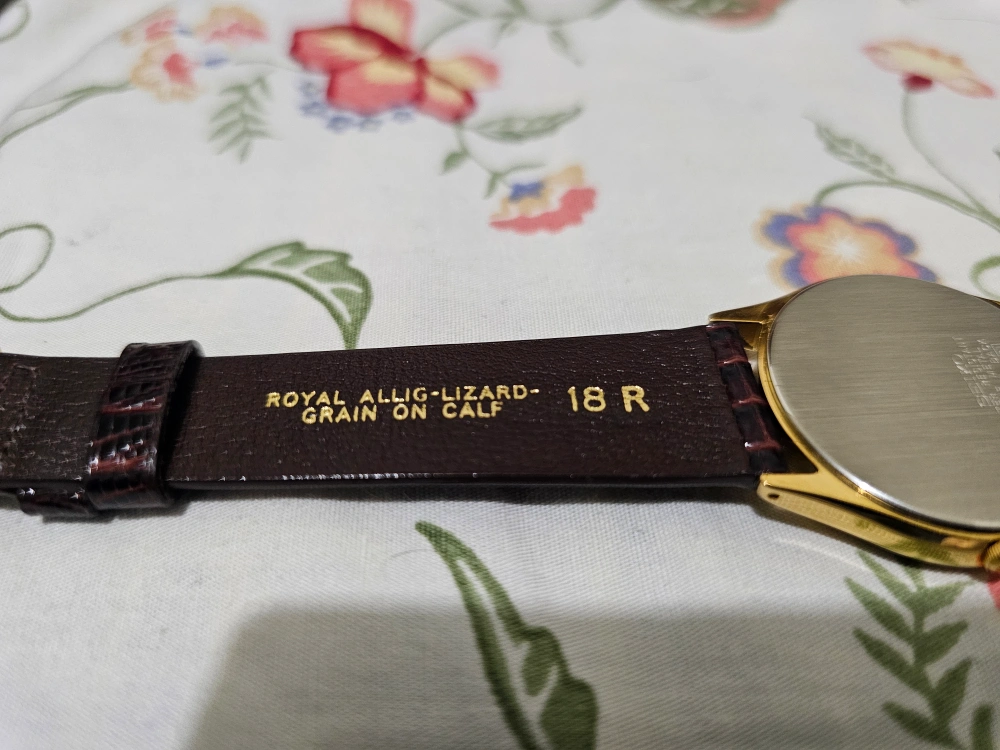 ROYAL ALLIG-LIZARD-
GRAIN ON CALF
18 R